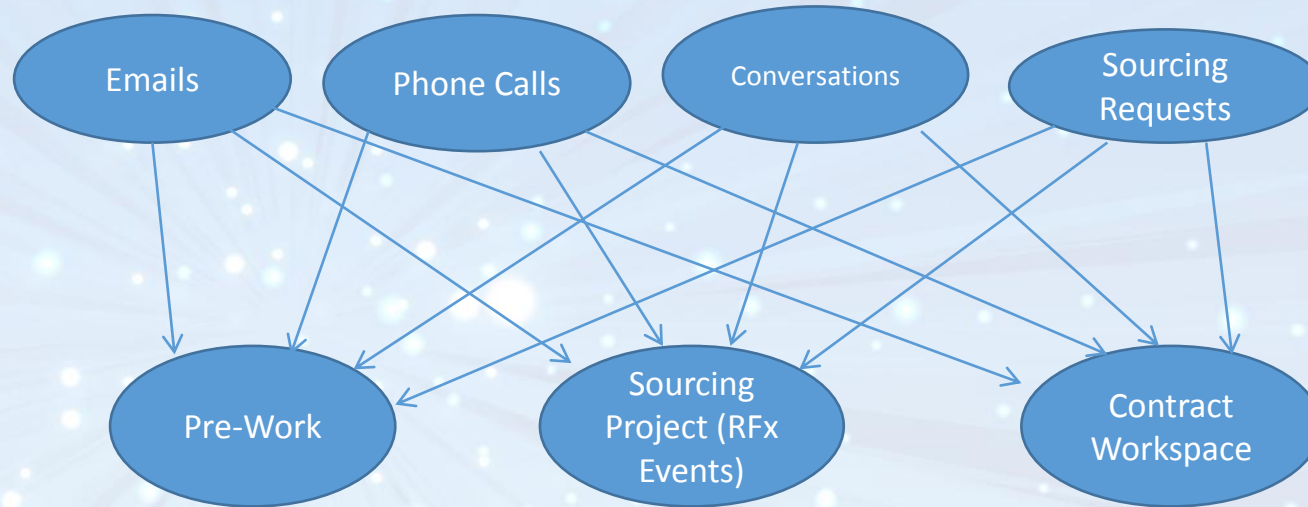 Emails
Phone Calls
Conversations
Sourcing
Requests
Pre-Work
Sourcing
Project (RFx
Events)
Contract
Workspace